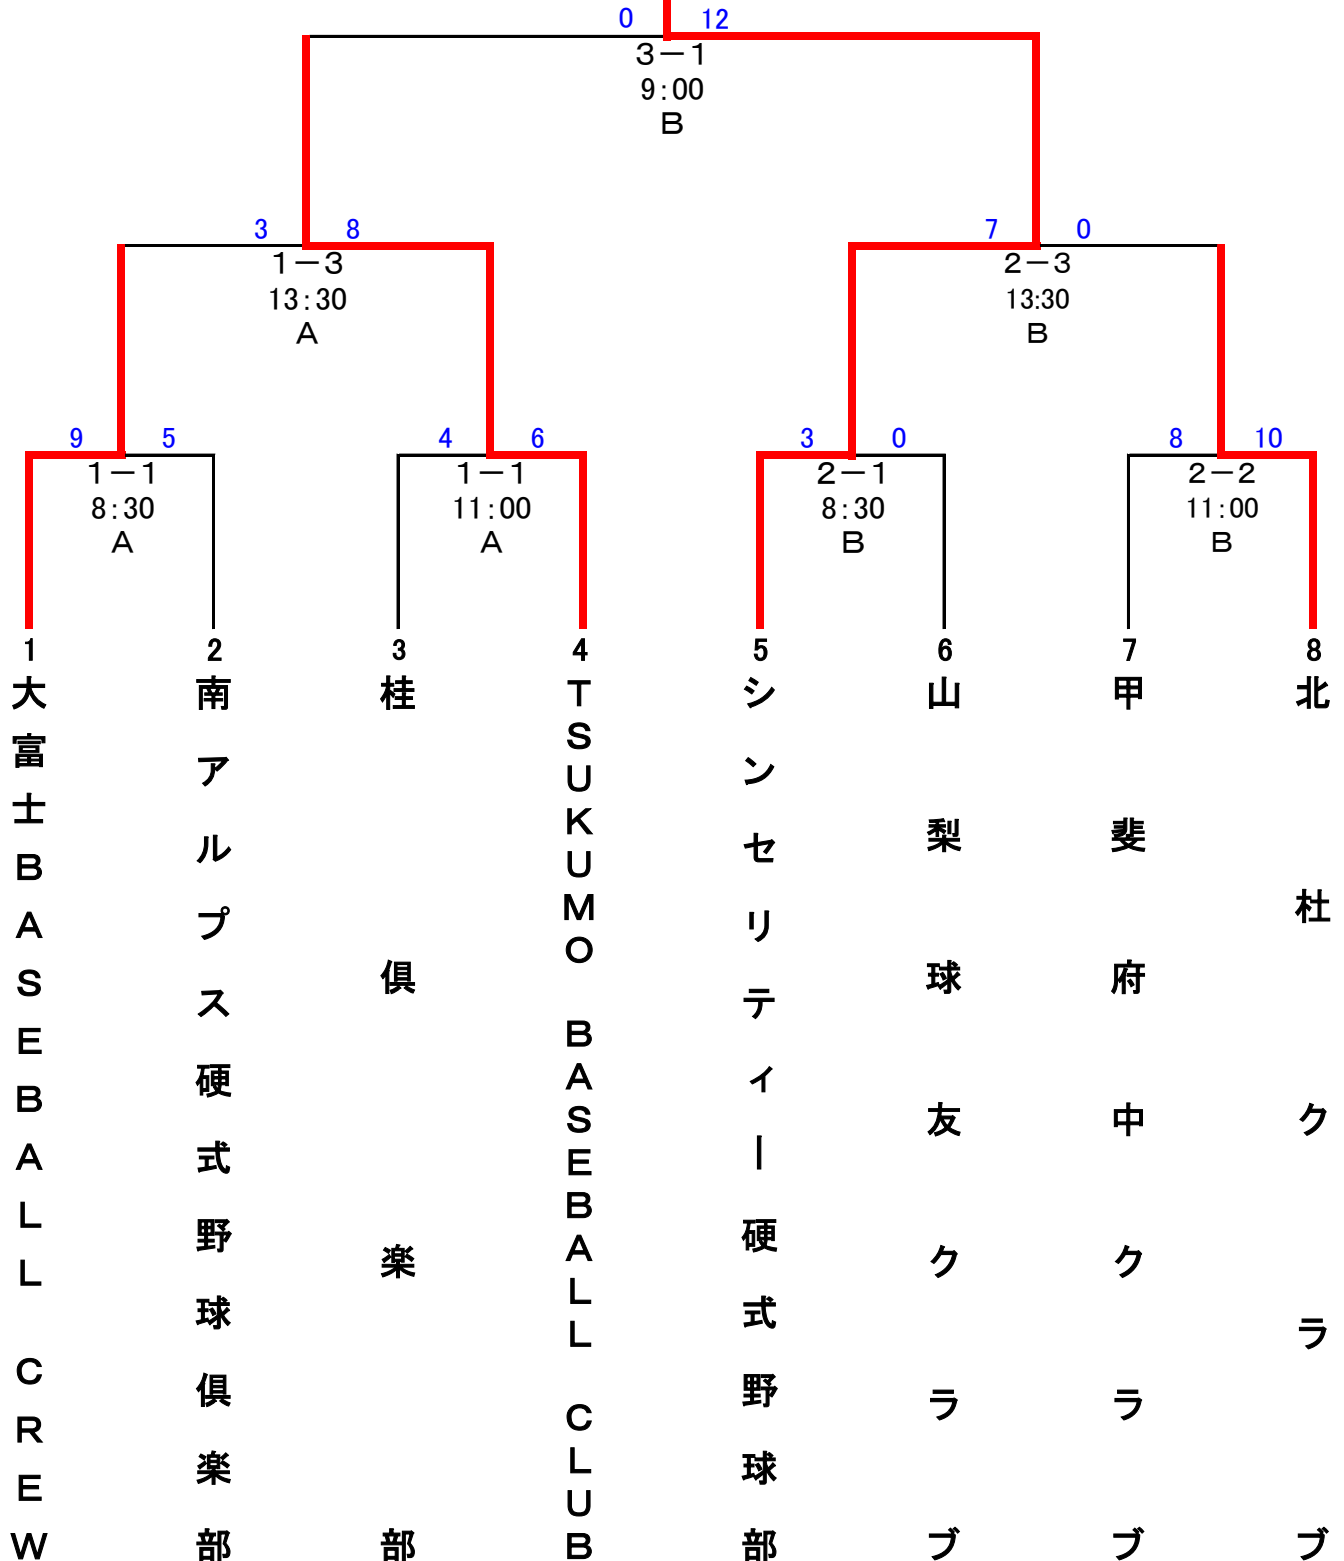 0 12
3－1
9:00
B
3 8
1－3
13:30
A
7 0
2－3
13:30
B
9 5
1－1
8:30
A
4 6
1－1
11:00
A
3 0
2－1
8:30
B
8 10
2－2
11:00
B
1
大富士BASEBALL CREW
2
南アルプス硬式野球倶楽部
3
桂倶楽部
4
TSUKUMO BASEBALL CLUB
5
シンセリティー硬式野球部
6
山梨球友クラブ
7
甲斐府中クラブ
8
北杜クラブ